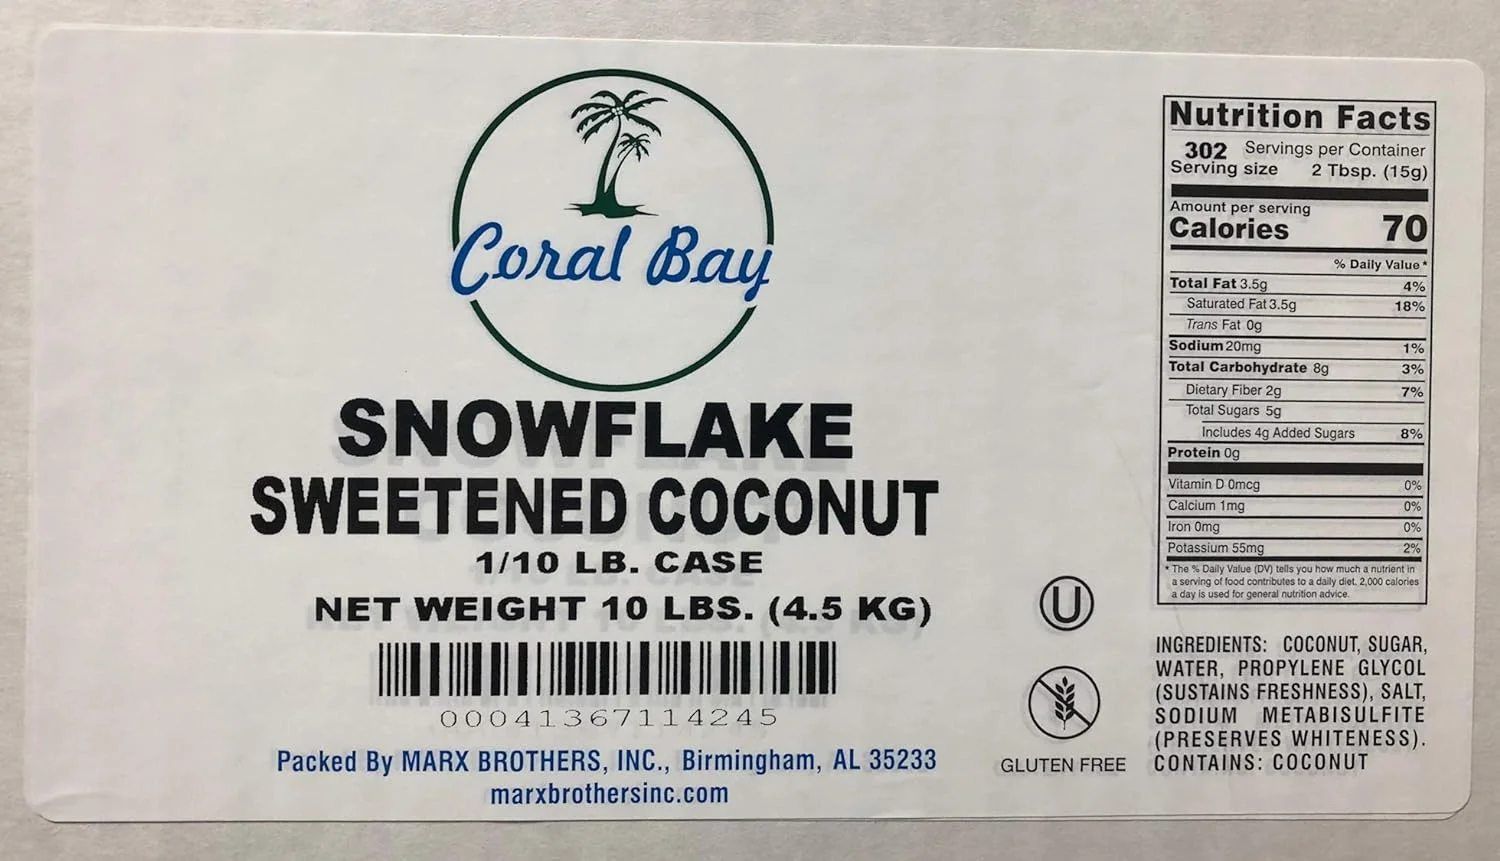 Coral Bay
SNOWFLAKE
SWEETENED COCONUT
1/10 LB. CASE
NET WEIGHT 10 LBS. (4.5 KG)
00041367114245
Packed By MARX BROTHERS, INC., Birmingham, AL 35233
marxbrothersinc.com
U
GLUTEN FREE
Nutrition Facts
302 Servings per Container
Serving size 2 Tbsp. (15g)
Amount per serving
Calories 70
% Daily Value *
Total Fat 3.5g 4%
Saturated Fat 3.5g 18%
Trans Fat 0g
Sodium 20mg 1%
Total Carbohydrate 8g 3%
Dietary Fiber 2g 7%
Total Sugars 5g
Includes 4g Added Sugars 8%
Protein 0g
Vitamin D 0mcg 0%
Calcium 1mg 0%
Iron 0mg 0%
Potassium 55mg 2%
* The % Daily Value (DV) tells you how much a nutrient in
a serving of food contributes to a daily diet. 2,000 calories
a day is used for general nutrition advice.
INGREDIENTS: COCONUT, SUGAR,
WATER, PROPYLENE GLYCOL
(SUSTAINS FRESHNESS), SALT,
SODIUM METABISULFITE
(PRESERVES WHITENESS).
CONTAINS: COCONUT